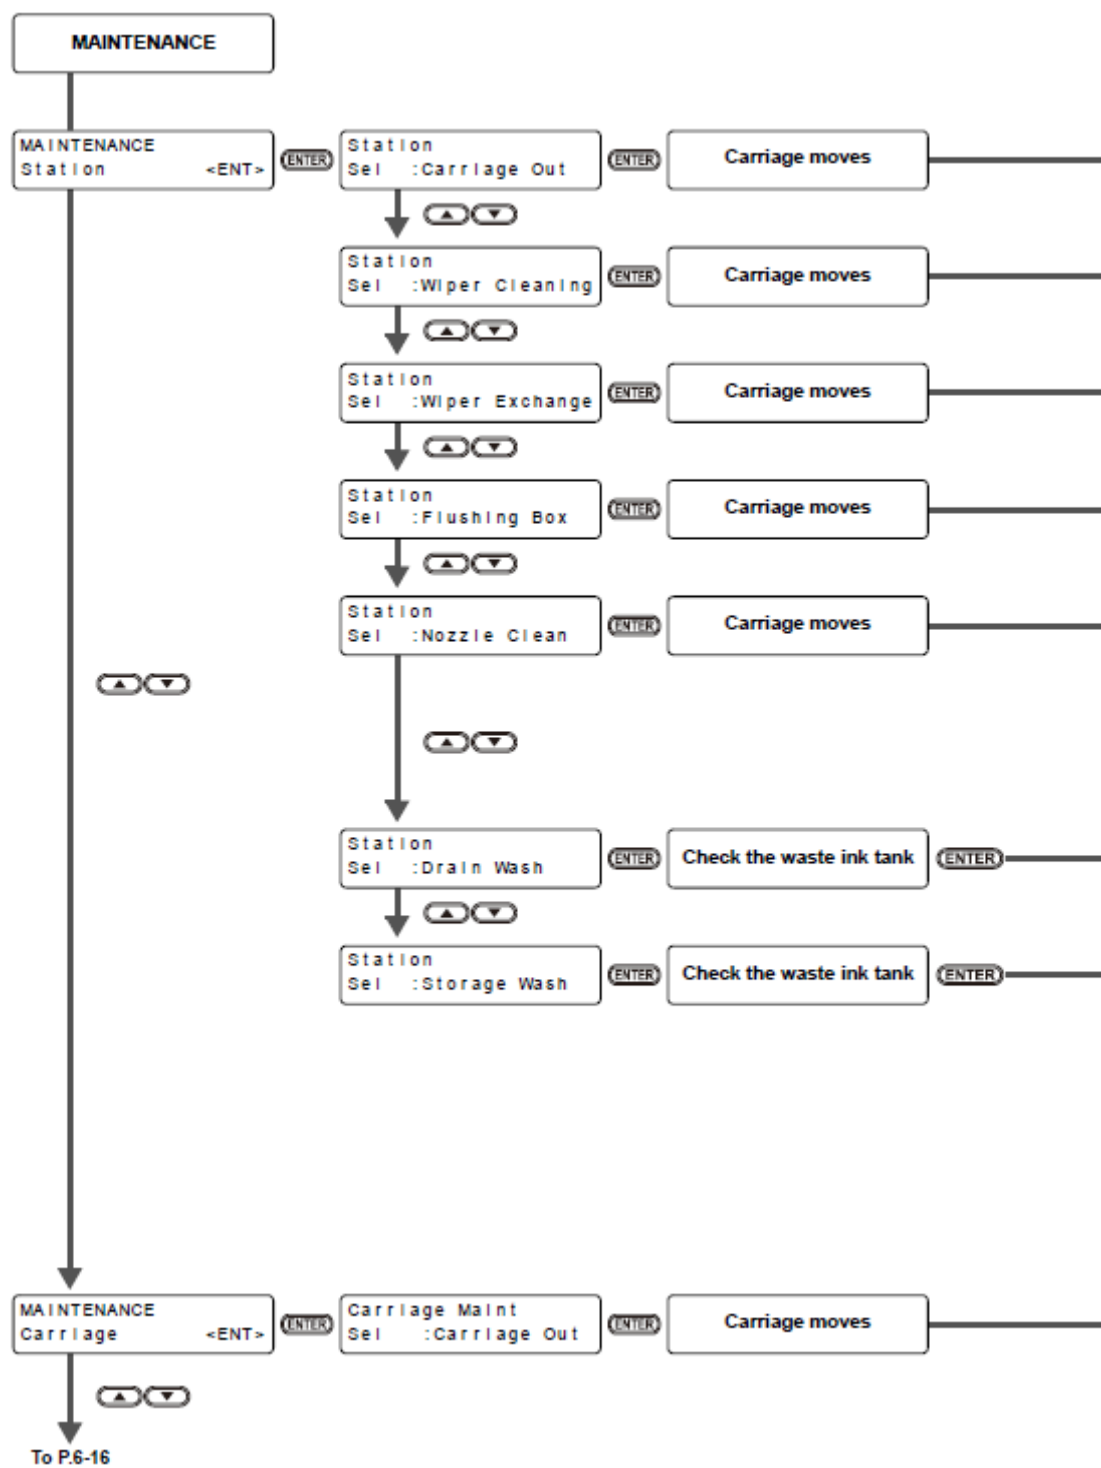 MAINTENANCE
MAINTENANCE
Station <ENT>
ENTER
Station
Sel :Carriage Out
ENTER
Carriage moves
Station
Sel :Wiper Cleaning
ENTER
Carriage moves
Station
Sel :Wiper Exchange
ENTER
Carriage moves
Station
Sel :Flushing Box
ENTER
Carriage moves
Station
Sel :Nozzle Clean
ENTER
Carriage moves
Station
Sel :Drain Wash
ENTER
Check the waste ink tank
ENTER
Station
Sel :Storage Wash
ENTER
Check the waste ink tank
ENTER
MAINTENANCE
Carriage <ENT>
ENTER
Carriage Maint
Sel :Carriage Out
ENTER
Carriage moves
To P.6-16